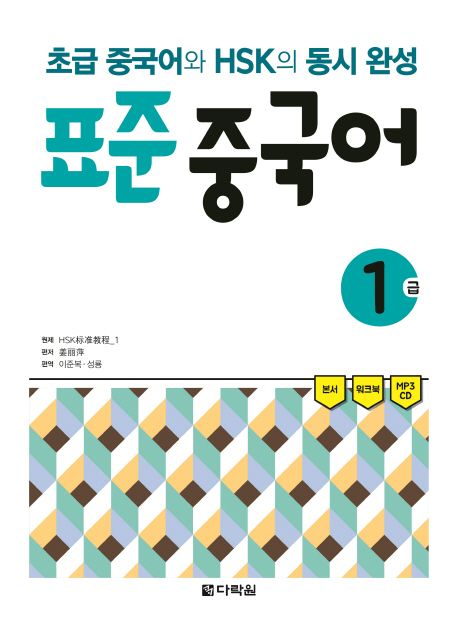 초급 중국어와 HSK의 동시 완성
표준 중국어
1급
원제 HSK标准教程_1
편저 姜丽萍
편역 이준복·성룡
본서
워크북
MP3
CD
다락원